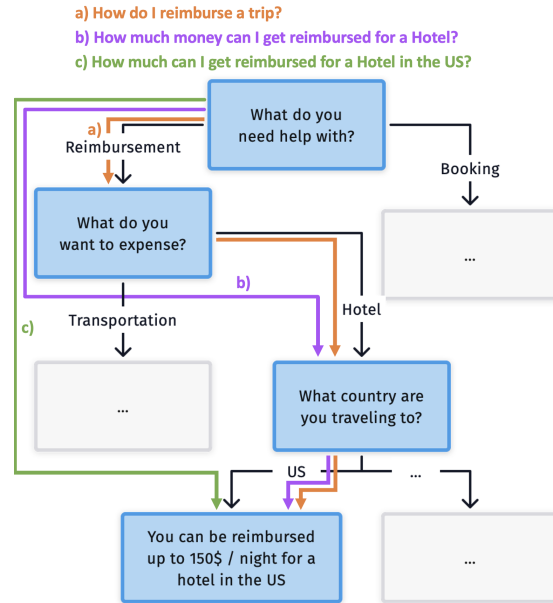 a) How do I reimburse a trip?
b) How much money can I get reimbursed for a Hotel?
c) How much can I get reimbursed for a Hotel in the US?
What do you
need help with?
a)
Reimbursement
Booking
What do you
want to expense?
...
b)
Hotel
Transportation
c)
...
What country are
you traveling to?
US
...
You can be reimbursed
up to 150$ / night for a
hotel in the US
...